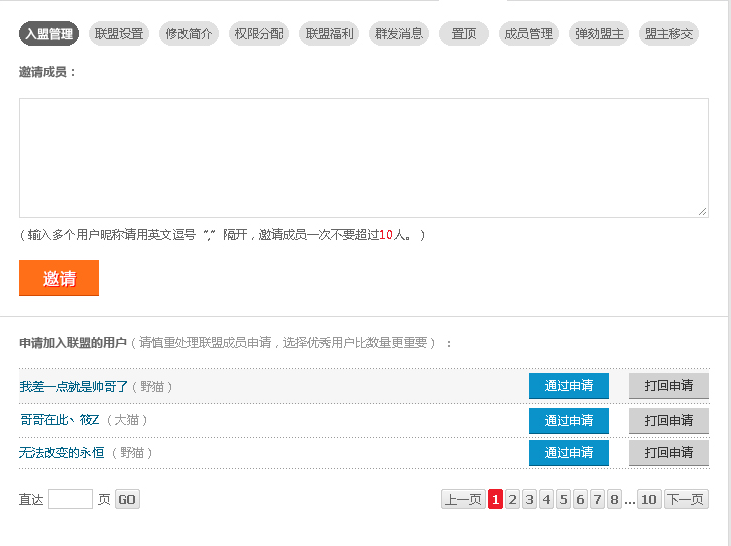 入盟管理 联盟设置 修改简介 权限分配 联盟福利 群发消息 置顶 成员管理 弹劾盟主 盟主移交
邀请成员：
（输入多个用户昵称请用英文逗号 “,” 隔开，邀请成员一次不要超过10人。）
邀请
申请加入联盟的用户（请慎重处理联盟成员申请，选择优秀用户比数量更重要）：
我差一点就是帅哥了（野猫） 通过申请 打回申请
哥哥在此丶筱Z （大猫） 通过申请 打回申请
无法改变的永恒 （野猫） 通过申请 打回申请
直达 页 GO 上一页 1 2 3 4 5 6 7 8 ... 10 下一页